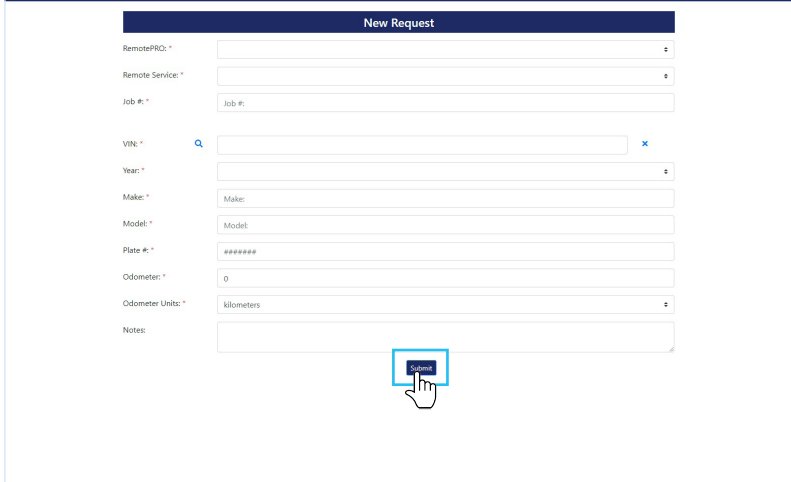 New Request
RemotePRO: *
Remote Service: *
Job #: * Job #:
VIN: *
Year: *
Make: * Make:
Model: * Model:
Plate #: * #######
Odometer: * 0
Odometer Units: * kilometers
Notes:
Submit